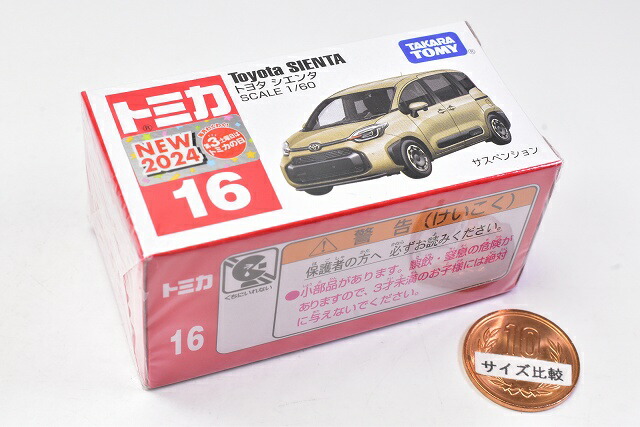 トミカ
NEW
2024
第3土曜日は
トミカの日
16
Toyota SIENTA
トヨタ シエンタ
SCALE 1/60
TAKARA
TOMY
サスペンション
トミカ
16
くちにいれない
警告(けいこく)
保護者の方へ 必ずお読みください。
●小部品があります。誤飲・窒息の危険が
ありますので、3才未満のお子様には絶対
に与えないでください。
10
サイズ比較